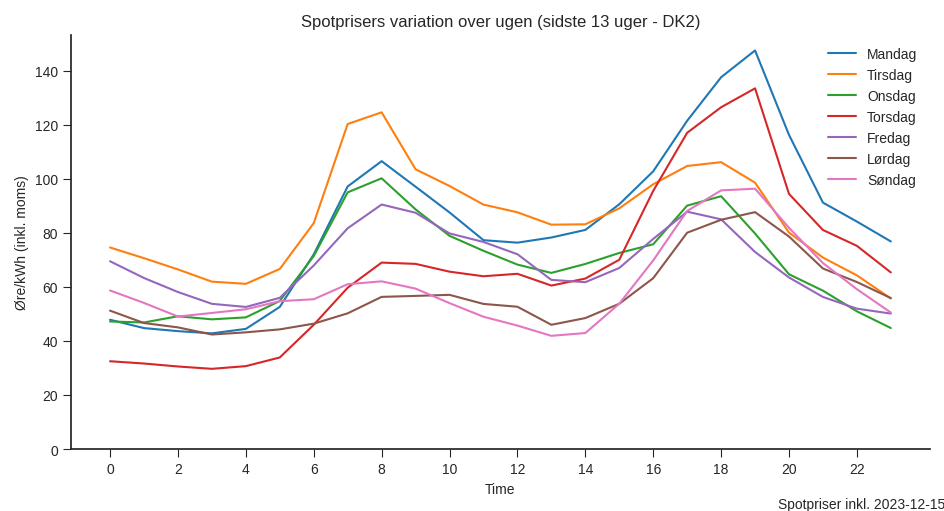 Spotprisers variation over ugen (sidste 13 uger - DK2)
Øre/kWh (inkl. moms)
140
120
100
80
60
40
20
0
0 2 4 6 8 10 12 14 16 18 20 22
Time
Mandag
Tirsdag
Onsdag
Torsdag
Fredag
Lørdag
Søndag
Spotpriser inkl. 2023-12-15